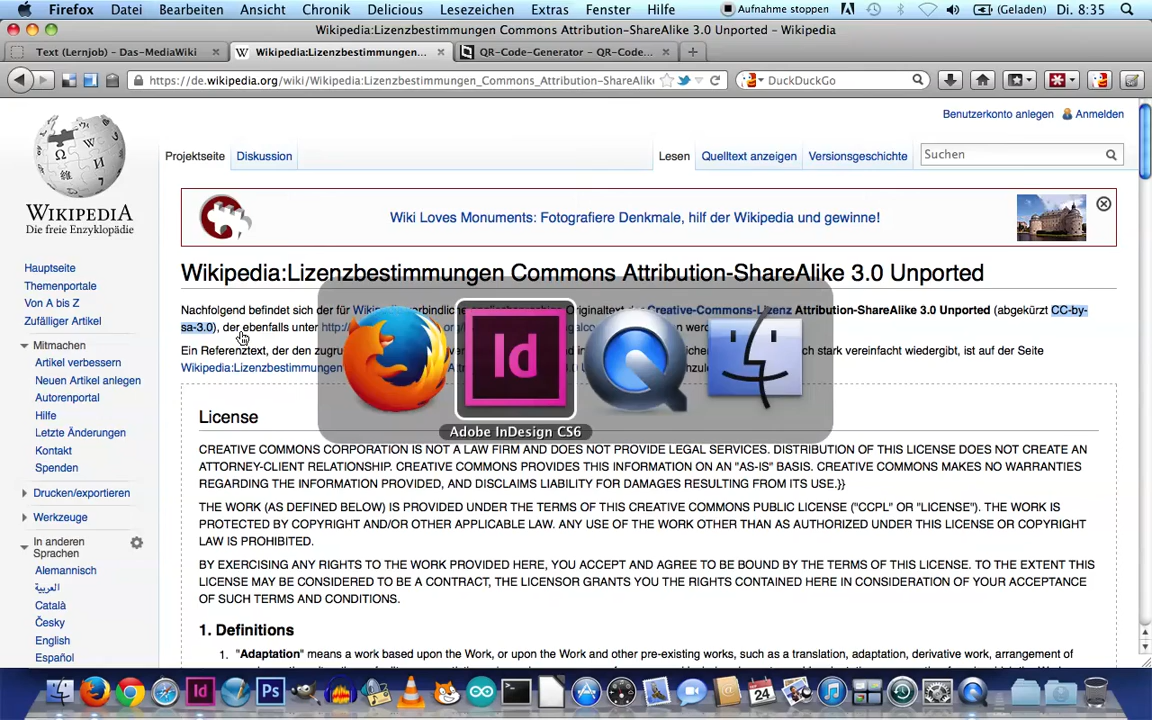 Firefox Datei Bearbeiten Ansicht Chronik Delicious Lesezeichen Extras Fenster Hilfe Aufnahme stoppen (Geladen) Di. 8:35
Wikipedia:Lizenzbestimmungen Commons Attribution-ShareAlike 3.0 Unported – Wikipedia
Text (Lernjob) – Das-MediaWiki
Wikipedia:Lizenzbestimmungen...
QR-Code-Generator – QR-Code...
https://de.wikipedia.org/wiki/Wikipedia:Lizenzbestimmungen_Commons_Attribution-ShareAlike
DuckDuckGo
Benutzerkonto anlegen Anmelden
Projektseite Diskussion Lesen Quelltext anzeigen Versionsgeschichte Suchen
WIKIPEDIA
Die freie Enzyklopädie
Wiki Loves Monuments: Fotografiere Denkmale, hilf der Wikipedia und gewinne!
Hauptseite
Themenportale
Von A bis Z
Zufälliger Artikel
Mitmachen
Artikel verbessern
Neuen Artikel anlegen
Autorenportal
Hilfe
Letzte Änderungen
Kontakt
Spenden
Drucken/exportieren
Werkzeuge
In anderen
Sprachen
Alemannisch
العربية
Català
Česky
English
Español
Wikipedia:Lizenzbestimmungen Commons Attribution-ShareAlike 3.0 Unported
Nachfolgend befindet sich der für Originaltext Creative-Commons-Lizenz Attribution-ShareAlike 3.0 Unported (abgekürzt CC-by-
sa-3.0), der ebenfalls unter http://
Ein Referenztext, der den stark vereinfacht wiedergibt, ist auf der Seite
Wikipedia:Lizenzbestimmungen
Adobe InDesign CS6
License
CREATIVE COMMONS CORPORATION IS NOT A LAW FIRM AND DOES NOT PROVIDE LEGAL SERVICES. DISTRIBUTION OF THIS LICENSE DOES NOT CREATE AN
ATTORNEY-CLIENT RELATIONSHIP. CREATIVE COMMONS PROVIDES THIS INFORMATION ON AN "AS-IS" BASIS. CREATIVE COMMONS MAKES NO WARRANTIES
REGARDING THE INFORMATION PROVIDED, AND DISCLAIMS LIABILITY FOR DAMAGES RESULTING FROM ITS USE.}}
THE WORK (AS DEFINED BELOW) IS PROVIDED UNDER THE TERMS OF THIS CREATIVE COMMONS PUBLIC LICENSE ("CCPL" OR "LICENSE"). THE WORK IS
PROTECTED BY COPYRIGHT AND/OR OTHER APPLICABLE LAW. ANY USE OF THE WORK OTHER THAN AS AUTHORIZED UNDER THIS LICENSE OR COPYRIGHT
LAW IS PROHIBITED.
BY EXERCISING ANY RIGHTS TO THE WORK PROVIDED HERE, YOU ACCEPT AND AGREE TO BE BOUND BY THE TERMS OF THIS LICENSE. TO THE EXTENT THIS
LICENSE MAY BE CONSIDERED TO BE A CONTRACT, THE LICENSOR GRANTS YOU THE RIGHTS CONTAINED HERE IN CONSIDERATION OF YOUR ACCEPTANCE
OF SUCH TERMS AND CONDITIONS.
1. Definitions
1. "Adaptation" means a work based upon the Work, or upon the Work and other pre-existing works, such as a translation, adaptation, derivative work, arrangement of